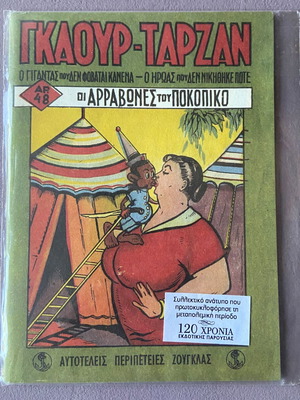 ΓΚΑΟΥΡ-ΤΑΡΖΑΝ
Ο ΓΙΓΑΝΤΑΣ ΠΟΥ ΔΕΝ ΦΟΒΑΤΑΙ ΚΑΝΕΝΑ - Ο ΗΡΩΑΣ ΠΟΥ ΔΕΝ ΝΙΚΗΘΗΚΕ ΠΟΤΕ
ΑΡ.
48
ΟΙ ΑΡΡΑΒΩΝΕΣ ΤΟΥ ΠΟΚΟΠΙΚΟ
Συλλεκτικό ανάτυπο που
πρωτοκυκλοφόρησε τη
μεταπολεμική περίοδο
120 ΧΡΟΝΙΑ
ΕΚΔΟΤΙΚΗΣ ΠΑΡΟΥΣΙΑΣ
ΑΥΤΟΤΕΛΕΙΣ ΠΕΡΙΠΕΤΕΙΕΣ ΖΟΥΓΚΛΑΣ